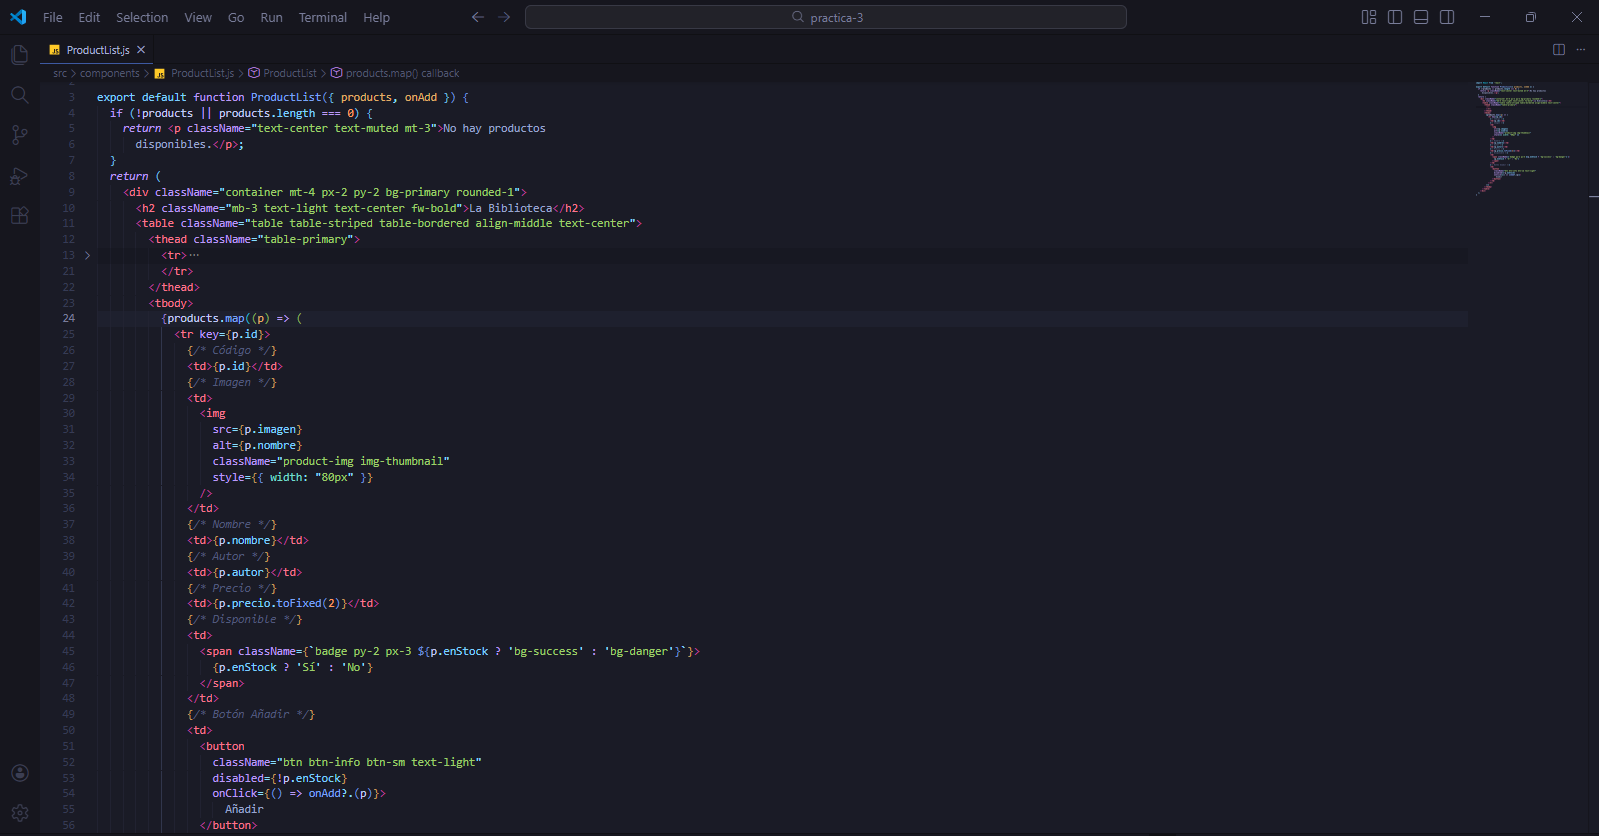 File Edit Selection View Go Run Terminal Help
practica-3
JS ProductList.js
src > components > JS ProductList.js > ProductList > products.map() callback
2
3 export default function ProductList({ products, onAdd }) {
4 if (!products || products.length === 0) {
5 return <p className="text-center text-muted mt-3">No hay productos
6 disponibles.</p>;
7 }
8 return (
9 <div className="container mt-4 px-2 py-2 bg-primary rounded-1">
10 <h2 className="mb-3 text-light text-center fw-bold">La Biblioteca</h2>
11 <table className="table table-striped table-bordered align-middle text-center">
12 <thead className="table-primary">
13 <tr>···
21 </tr>
22 </thead>
23 <tbody>
24 {products.map((p) => (
25 <tr key={p.id}>
26 {/* Código */}
27 <td>{p.id}</td>
28 {/* Imagen */}
29 <td>
30 <img
31 src={p.imagen}
32 alt={p.nombre}
33 className="product-img img-thumbnail"
34 style={{ width: "80px" }}
35 />
36 </td>
37 {/* Nombre */}
38 <td>{p.nombre}</td>
39 {/* Autor */}
40 <td>{p.autor}</td>
41 {/* Precio */}
42 <td>{p.precio.toFixed(2)}</td>
43 {/* Disponible */}
44 <td>
45 <span className={`badge py-2 px-3 ${p.enStock ? 'bg-success' : 'bg-danger'}`}>
46 {p.enStock ? 'Sí' : 'No'}
47 </span>
48 </td>
49 {/* Botón Añadir */}
50 <td>
51 <button
52 className="btn btn-info btn-sm text-light"
53 disabled={!p.enStock}
54 onClick={() => onAdd?.(p)}>
55 Añadir
56 </button>